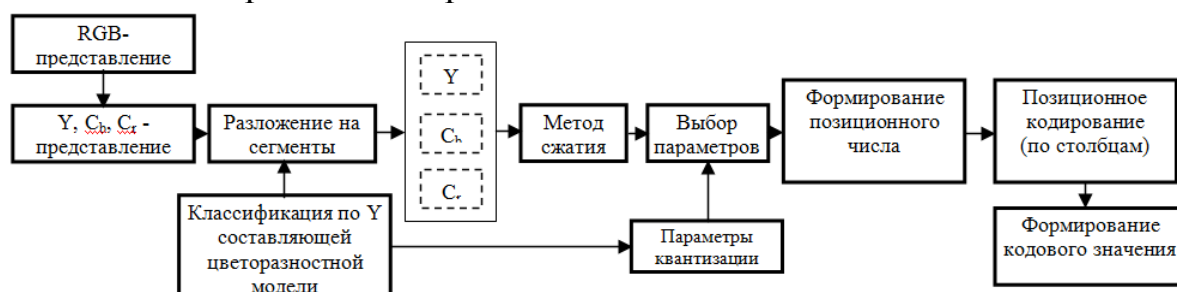 RGB-
представление
Y, Cb, Cr -
представление
Разложение на
сегменты
Классификация по Y
составляющей
цветоразностной
модели
Y
Cb
Cr
Метод
сжатия
Выбор
параметров
Параметры
квантизации
Формирование
позиционного
числа
Позиционное
кодирование
(по столбцам)
Формирование
кодового значения